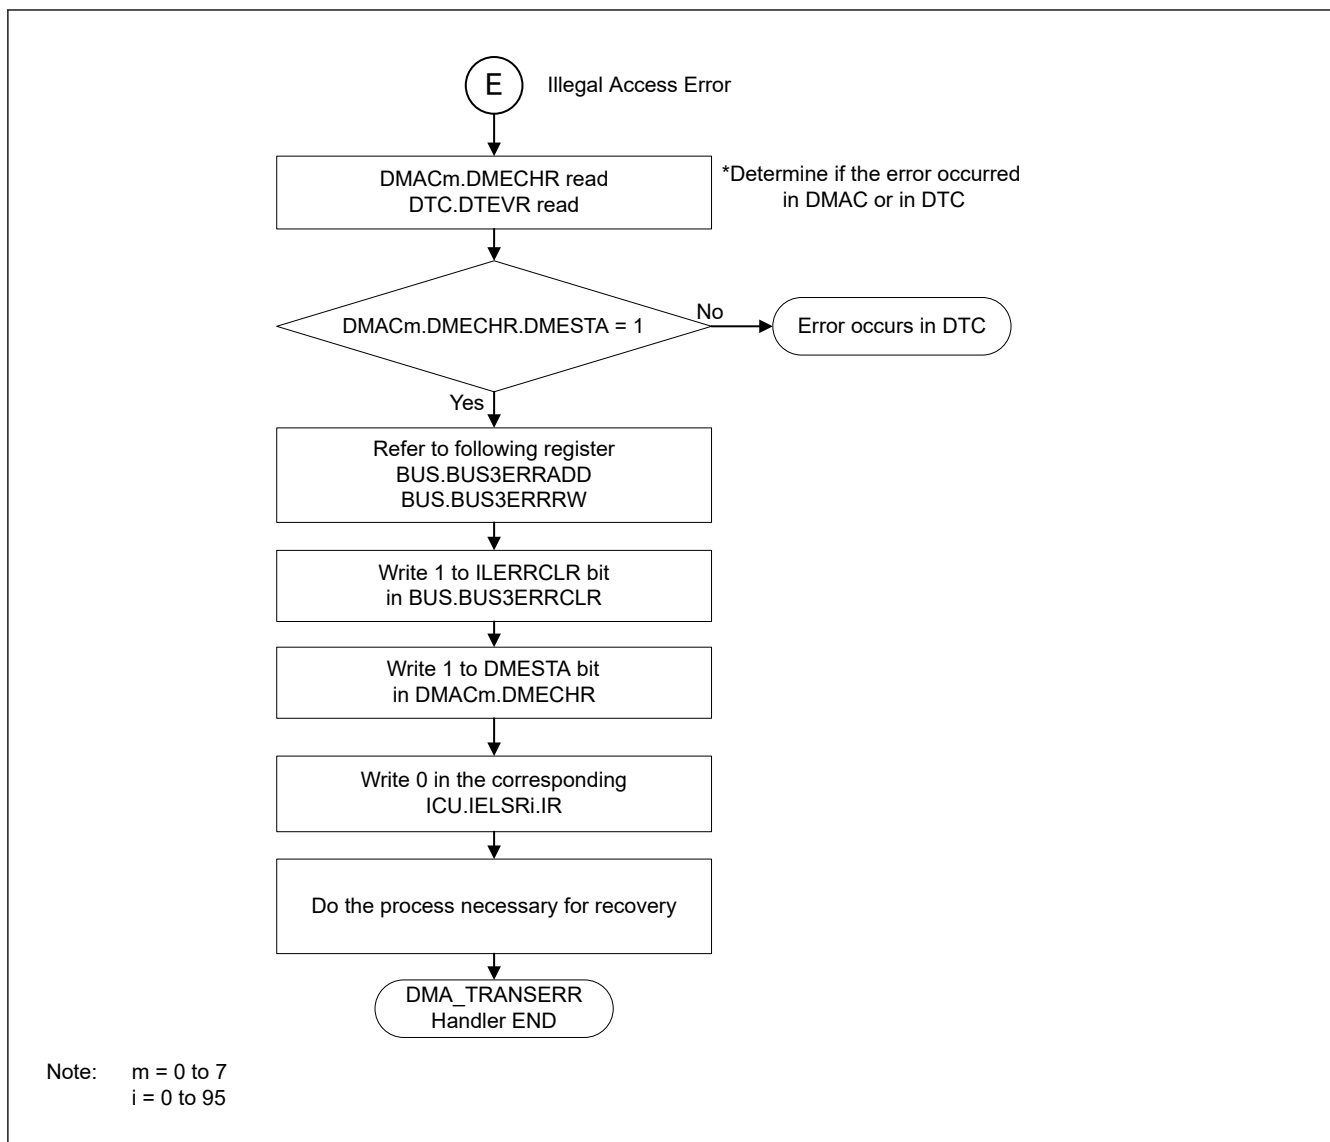 E
Illegal Access Error
DMACm.DMECHR read
DTC.DTEVR read
*Determine if the error occurred
in DMAC or in DTC
DMACm.DMECHR.DMESTA = 1
No
Error occurs in DTC
Yes
Refer to following register
BUS.BUS3ERRADD
BUS.BUS3ERRRW
Write 1 to ILERRCLR bit
in BUS.BUS3ERRCLR
Write 1 to DMESTA bit
in DMACm.DMECHR
Write 0 in the corresponding
ICU.IELSRi.IR
Do the process necessary for recovery
DMA_TRANSERR
Handler END
Note: m = 0 to 7
i = 0 to 95